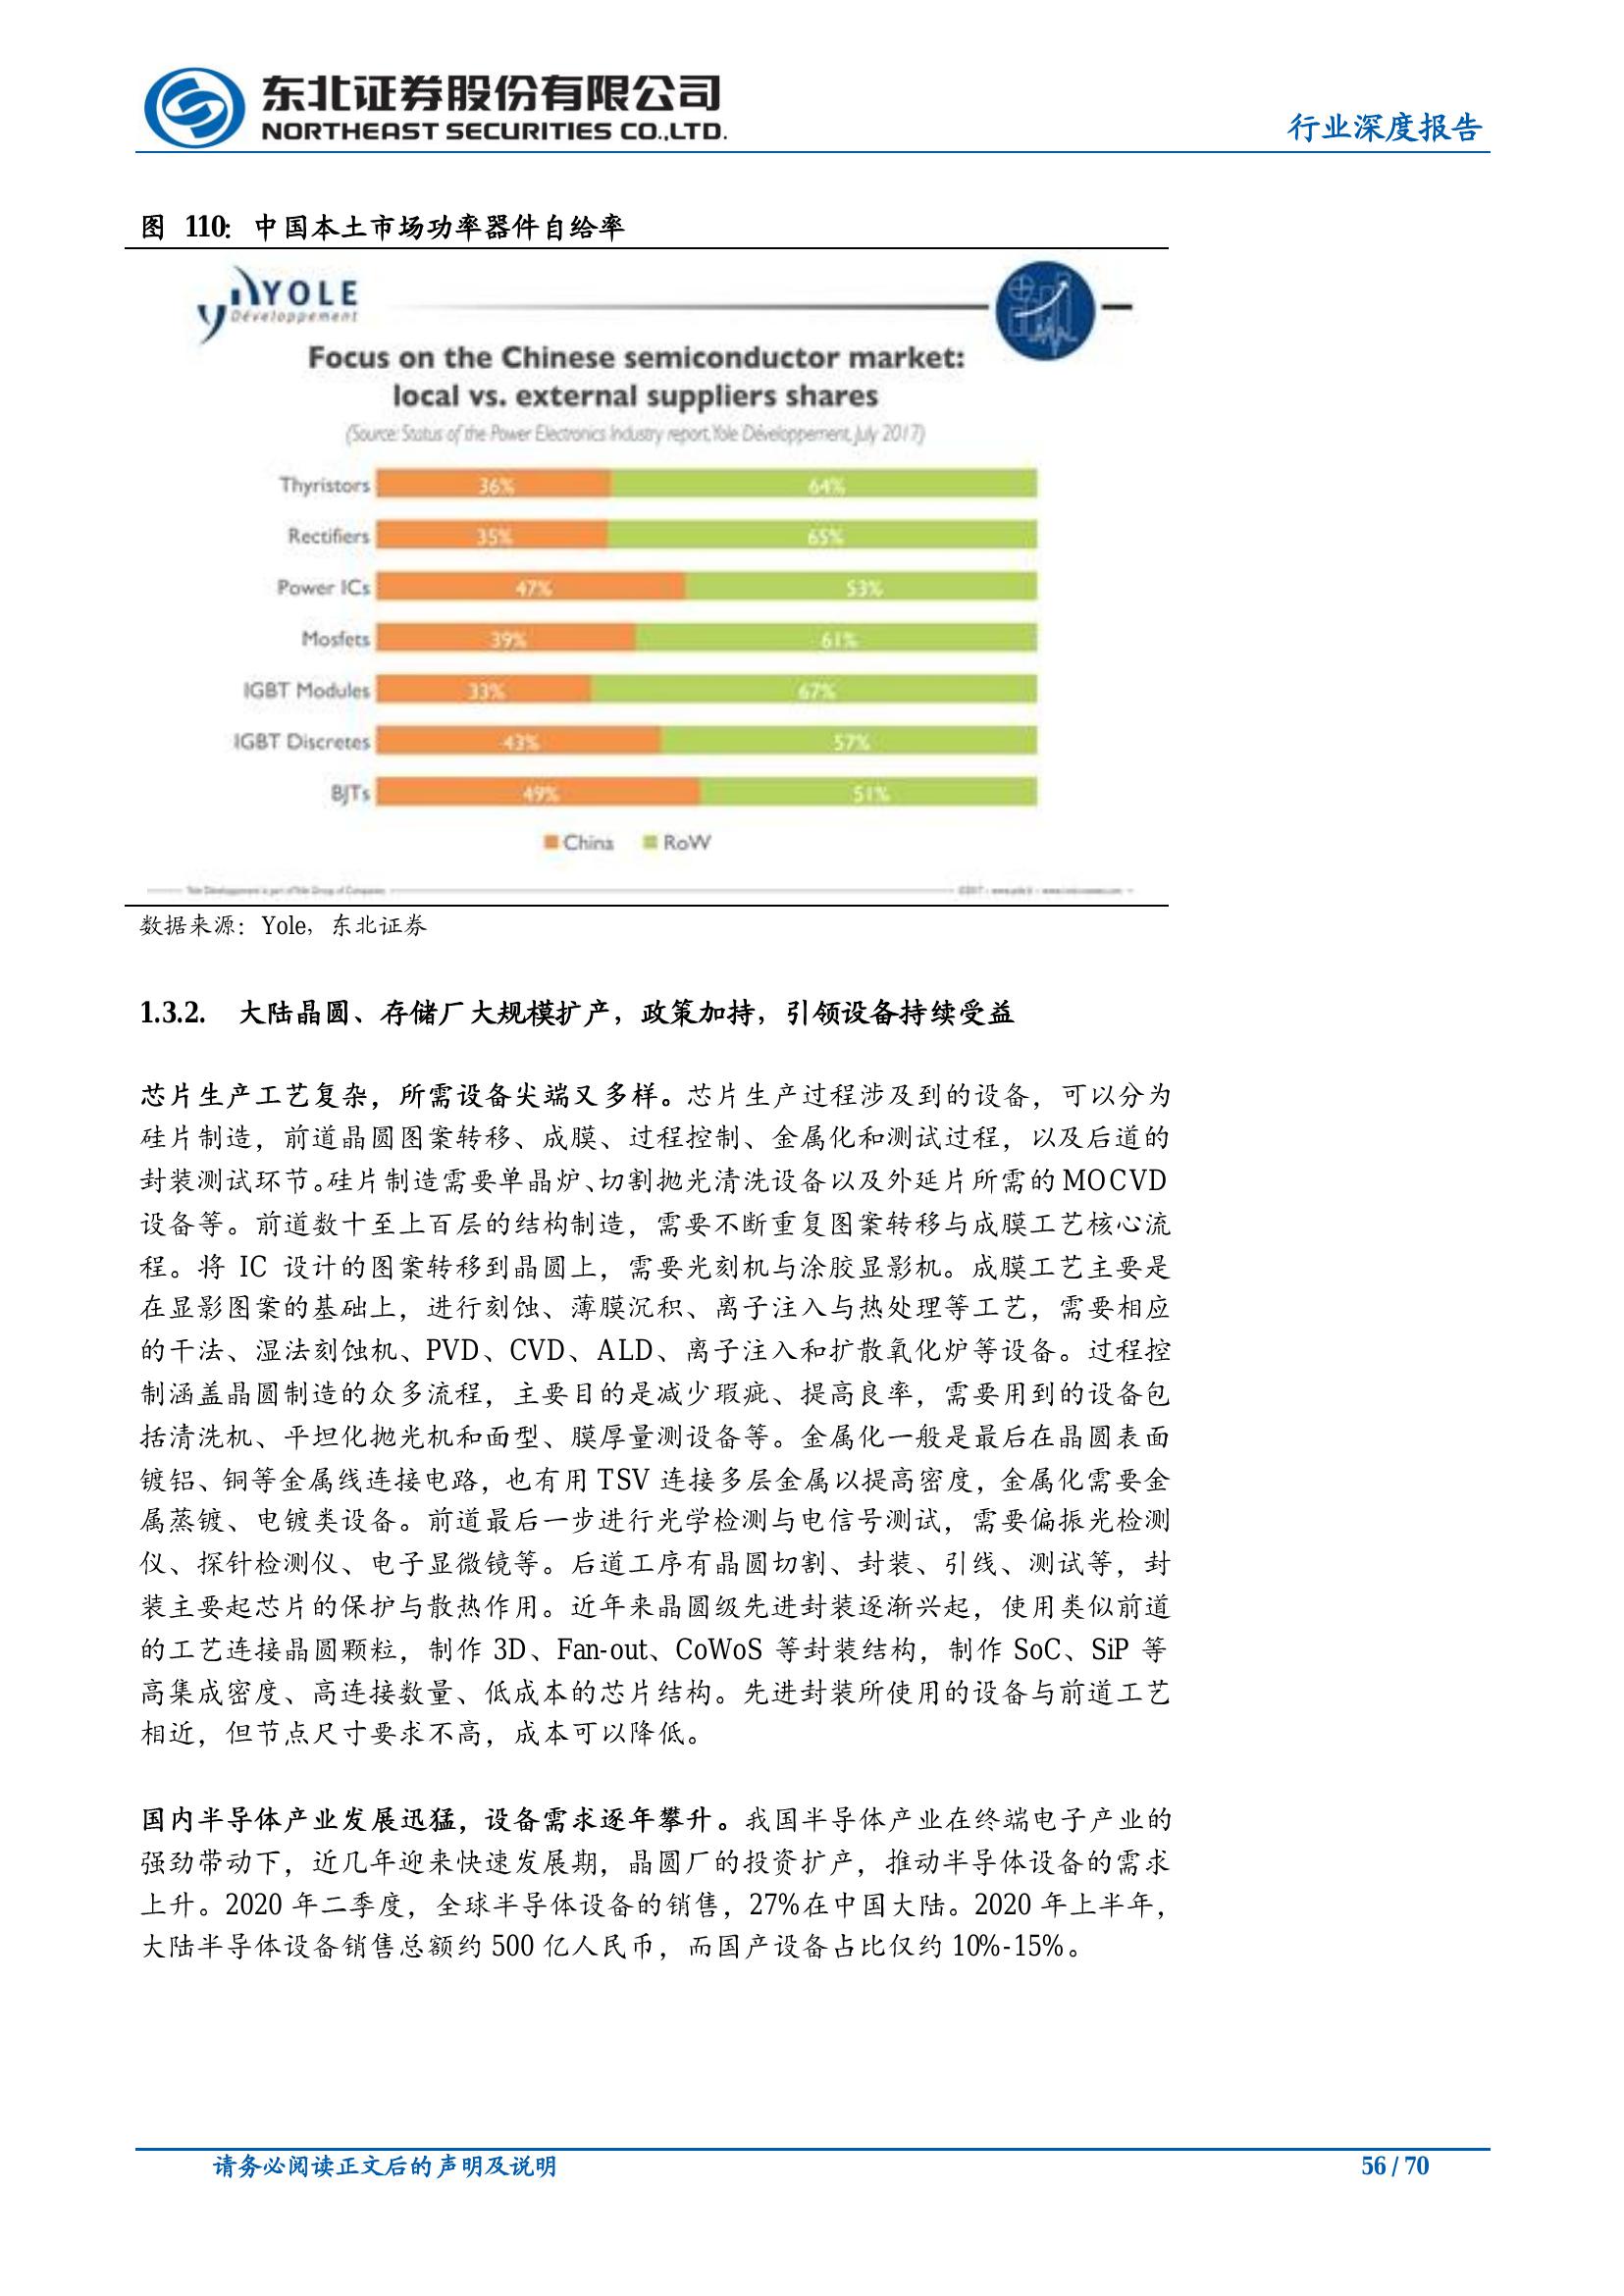 东北证券股份有限公司
NORTHEAST SECURITIES CO.,LTD.
行业深度报告
图 110: 中国本土市场功率器件自给率
YOLE
Développement
Focus on the Chinese semiconductor market:
local vs. external suppliers shares
(Source: Status of the Power Electronics Industry report, Yole Développement, July 2017)
Thyristors 36% 64%
Rectifiers 35% 65%
Power ICs 47% 53%
Mosfets 39% 61%
IGBT Modules 33% 67%
IGBT Discretes 43% 57%
BJTs 49% 51%
China RoW
Yole Développement is part of Yole Group of Companies
数据来源：Yole，东北证券
1.3.2. 大陆晶圆、存储厂大规模扩产，政策加持，引领设备持续受益
芯片生产工艺复杂，所需设备尖端又多样。芯片生产过程涉及到的设备，可以分为
硅片制造，前道晶圆图案转移、成膜、过程控制、金属化和测试过程，以及后道的
封装测试环节。硅片制造需要单晶炉、切割抛光清洗设备以及外延片所需的 MOCVD
设备等。前道数十至上百层的结构制造，需要不断重复图案转移与成膜工艺核心流
程。将 IC 设计的图案转移到晶圆上，需要光刻机与涂胶显影机。成膜工艺主要是
在显影图案的基础上，进行刻蚀、薄膜沉积、离子注入与热处理等工艺，需要相应
的干法、湿法刻蚀机、PVD、CVD、ALD、离子注入和扩散氧化炉等设备。过程控
制涵盖晶圆制造的众多流程，主要目的是减少瑕疵、提高良率，需要用到的设备包
括清洗机、平坦化抛光机和面型、膜厚量测设备等。金属化一般是最后在晶圆表面
镀铝、铜等金属线连接电路，也有用 TSV 连接多层金属以提高密度，金属化需要金
属蒸镀、电镀类设备。前道最后一步进行光学检测与电信号测试，需要偏振光检测
仪、探针检测仪、电子显微镜等。后道工序有晶圆切割、封装、引线、测试等，封
装主要起芯片的保护与散热作用。近年来晶圆级先进封装逐渐兴起，使用类似前道
的工艺连接晶圆颗粒，制作 3D、Fan-out、CoWoS 等封装结构，制作 SoC、SiP 等
高集成密度、高连接数量、低成本的芯片结构。先进封装所使用的设备与前道工艺
相近，但节点尺寸要求不高，成本可以降低。
国内半导体产业发展迅猛，设备需求逐年攀升。我国半导体产业在终端电子产业的
强劲带动下，近几年迎来快速发展期，晶圆厂的投资扩产，推动半导体设备的需求
上升。2020 年二季度，全球半导体设备的销售，27%在中国大陆。2020 年上半年，
大陆半导体设备销售总额约 500 亿人民币，而国产设备占比仅约 10%-15%。
请务必阅读正文后的声明及说明
56 / 70